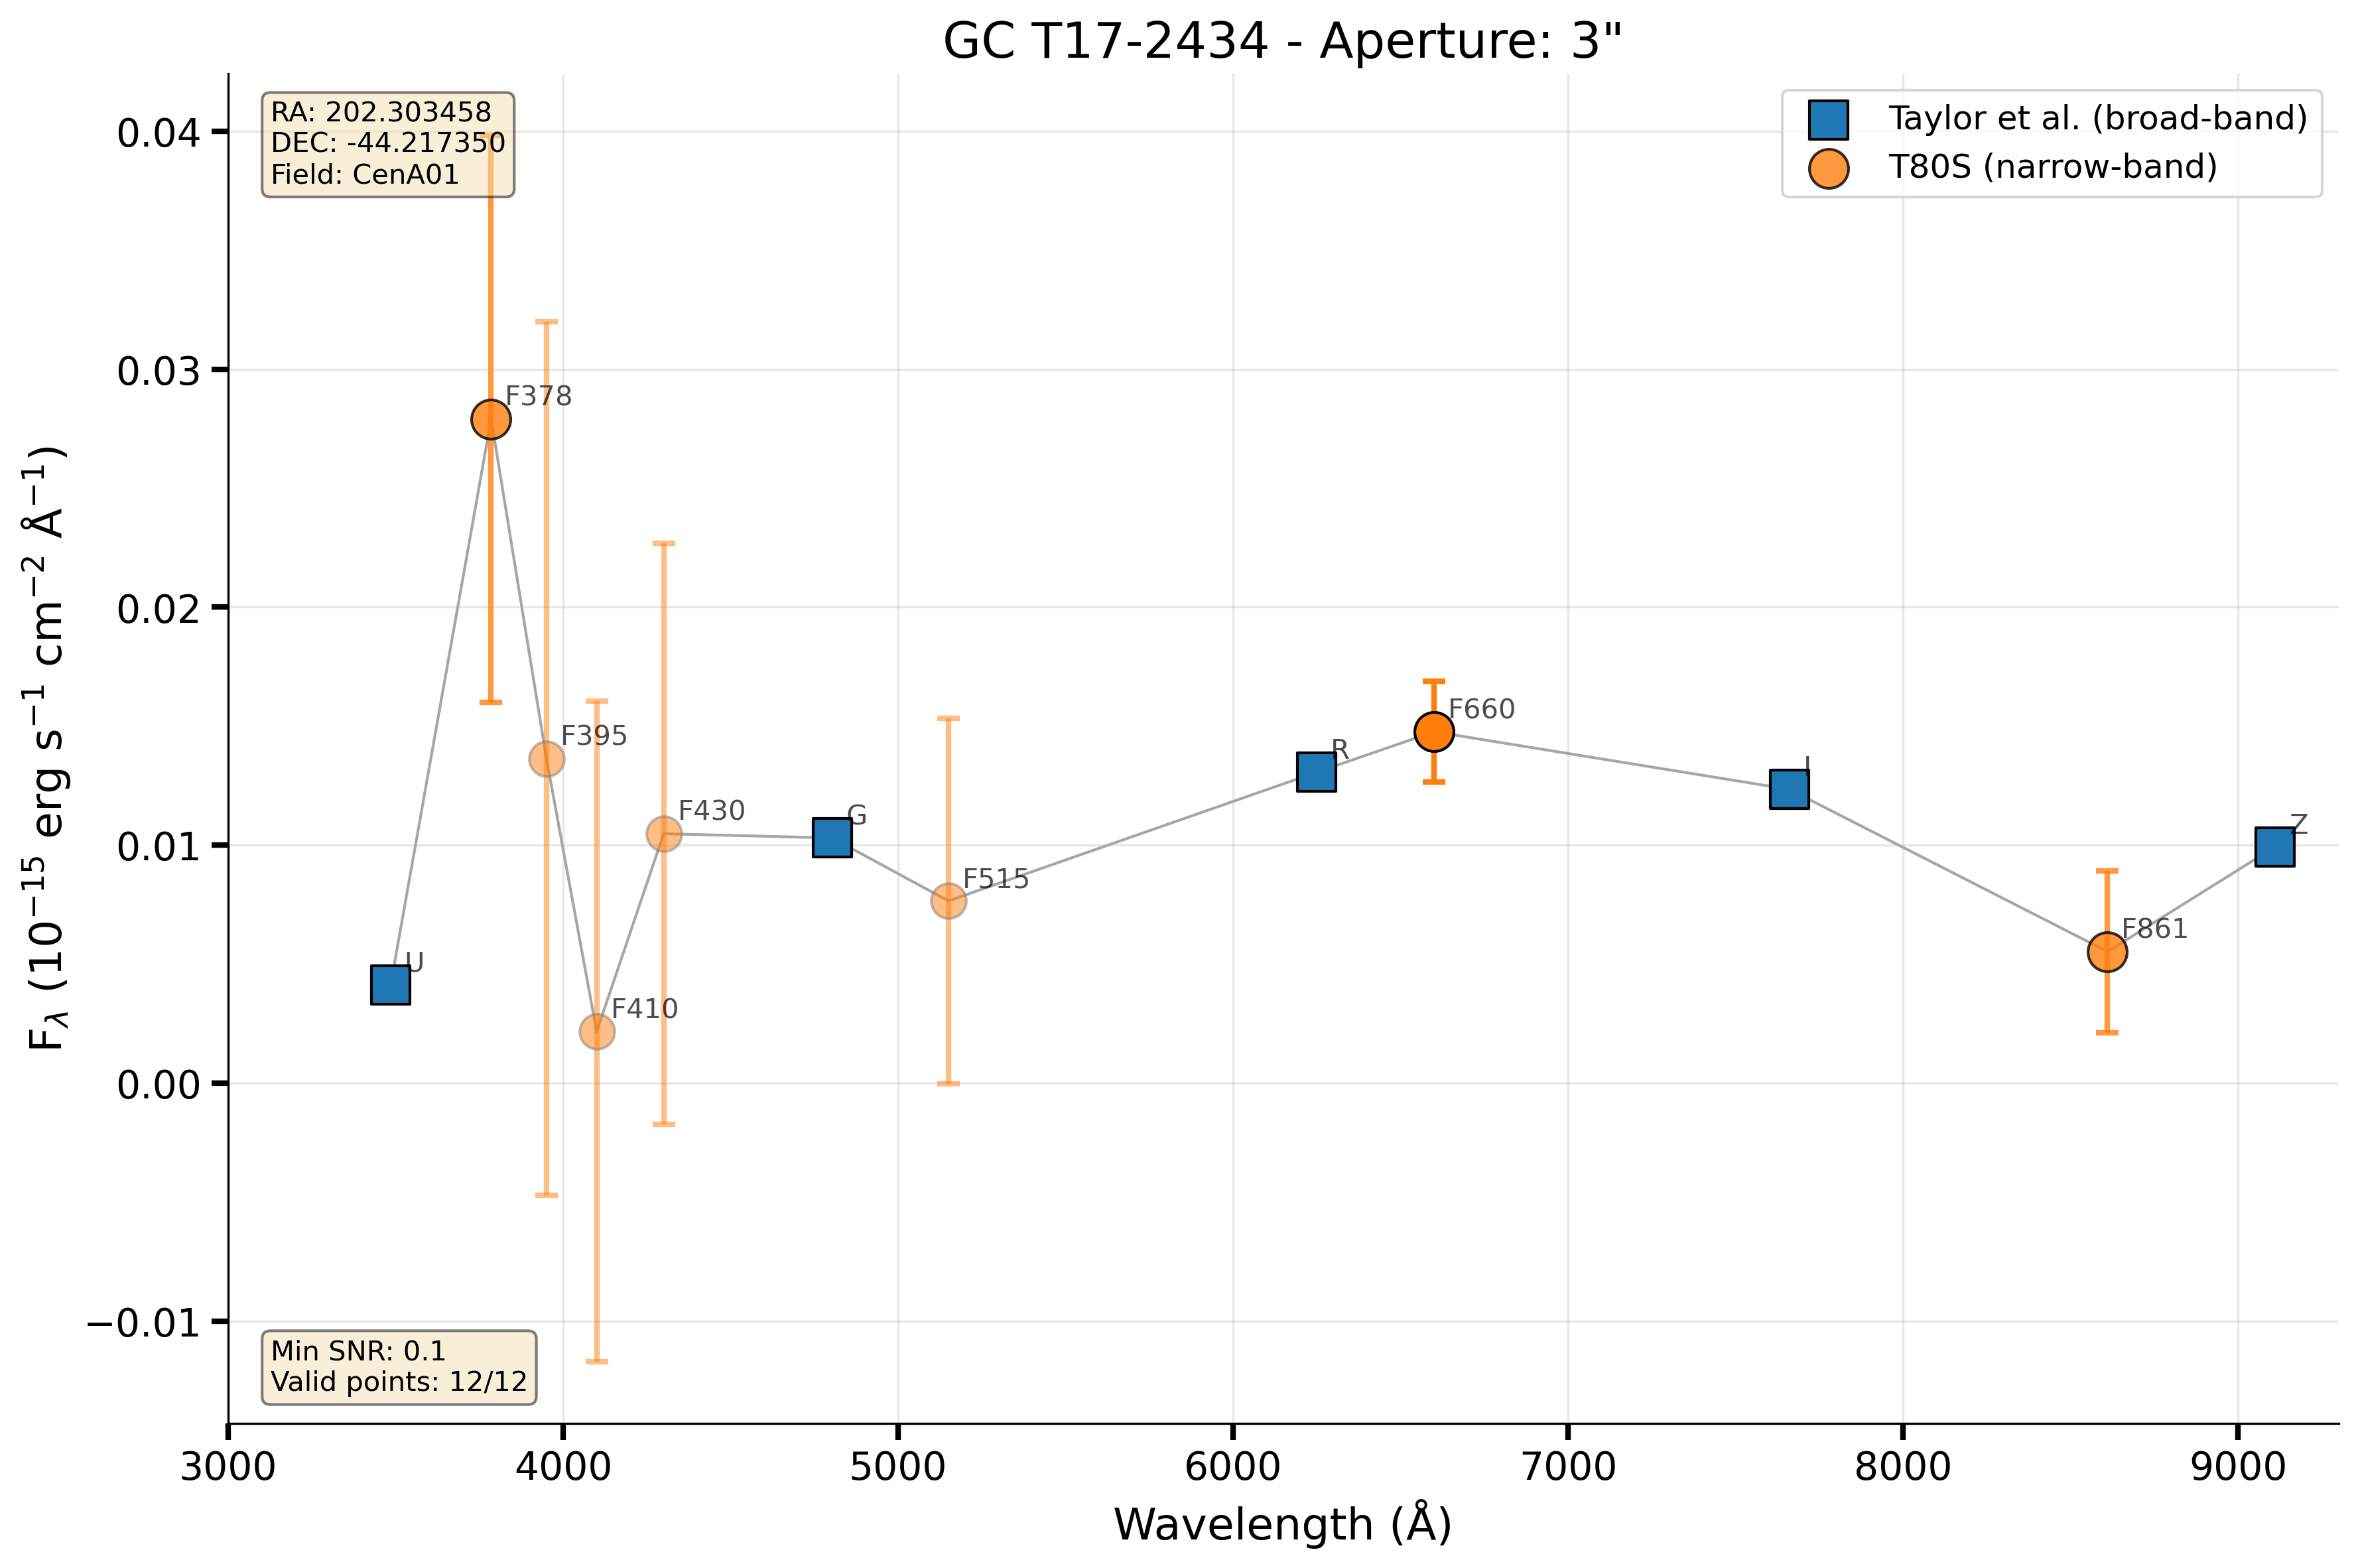 GC T17-2434 - Aperture: 3"
RA: 202.303458
DEC: -44.217350
Field: CenA01
Taylor et al. (broad-band)
T80S (narrow-band)
0.04
0.03
0.02
0.01
0.00
−0.01
F_λ (10⁻¹⁵ erg s⁻¹ cm⁻² Å⁻¹)
U
F378
F395
F410
F430
G
F515
R
F660
I
F861
Z
Min SNR: 0.1
Valid points: 12/12
3000 4000 5000 6000 7000 8000 9000
Wavelength (Å)